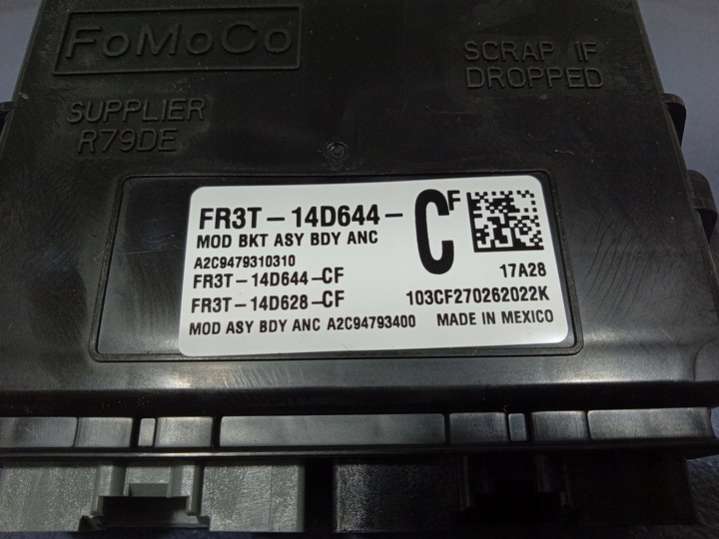 FoMoCo
SCRAP IF
DROPPED
SUPPLIER
R79DE
FR3T-14D644-
CF
MOD BKT ASY BDY ANC
A2C9479310310
FR3T-14D644-CF
17A28
FR3T-14D628-CF
103CF270262022K
MOD ASY BDY ANC A2C94793400
MADE IN MEXICO